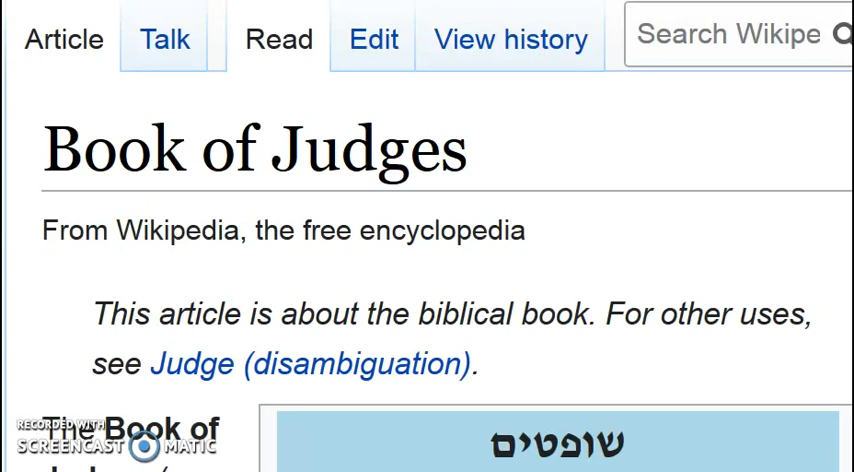 Article Talk Read Edit View history Search Wikipe
Book of Judges
From Wikipedia, the free encyclopedia
This article is about the biblical book. For other uses,
see Judge (disambiguation).
The Book of
שופטים
RECORDED WITH
SCREENCAST MATIC